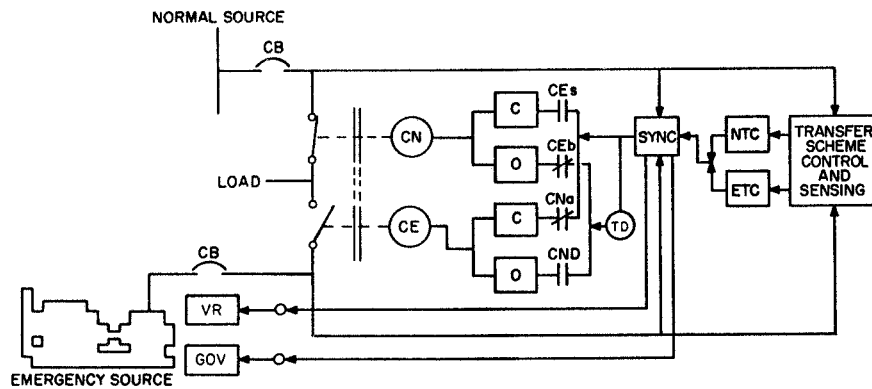 NORMAL SOURCE
CB
CEs
C
CN
CEb
O
SYNC
NTC
ETC
TRANSFER
SCHEME
CONTROL
AND
SENSING
LOAD
CNa
C
CE
TD
CND
O
CB
VR
GOV
EMERGENCY SOURCE